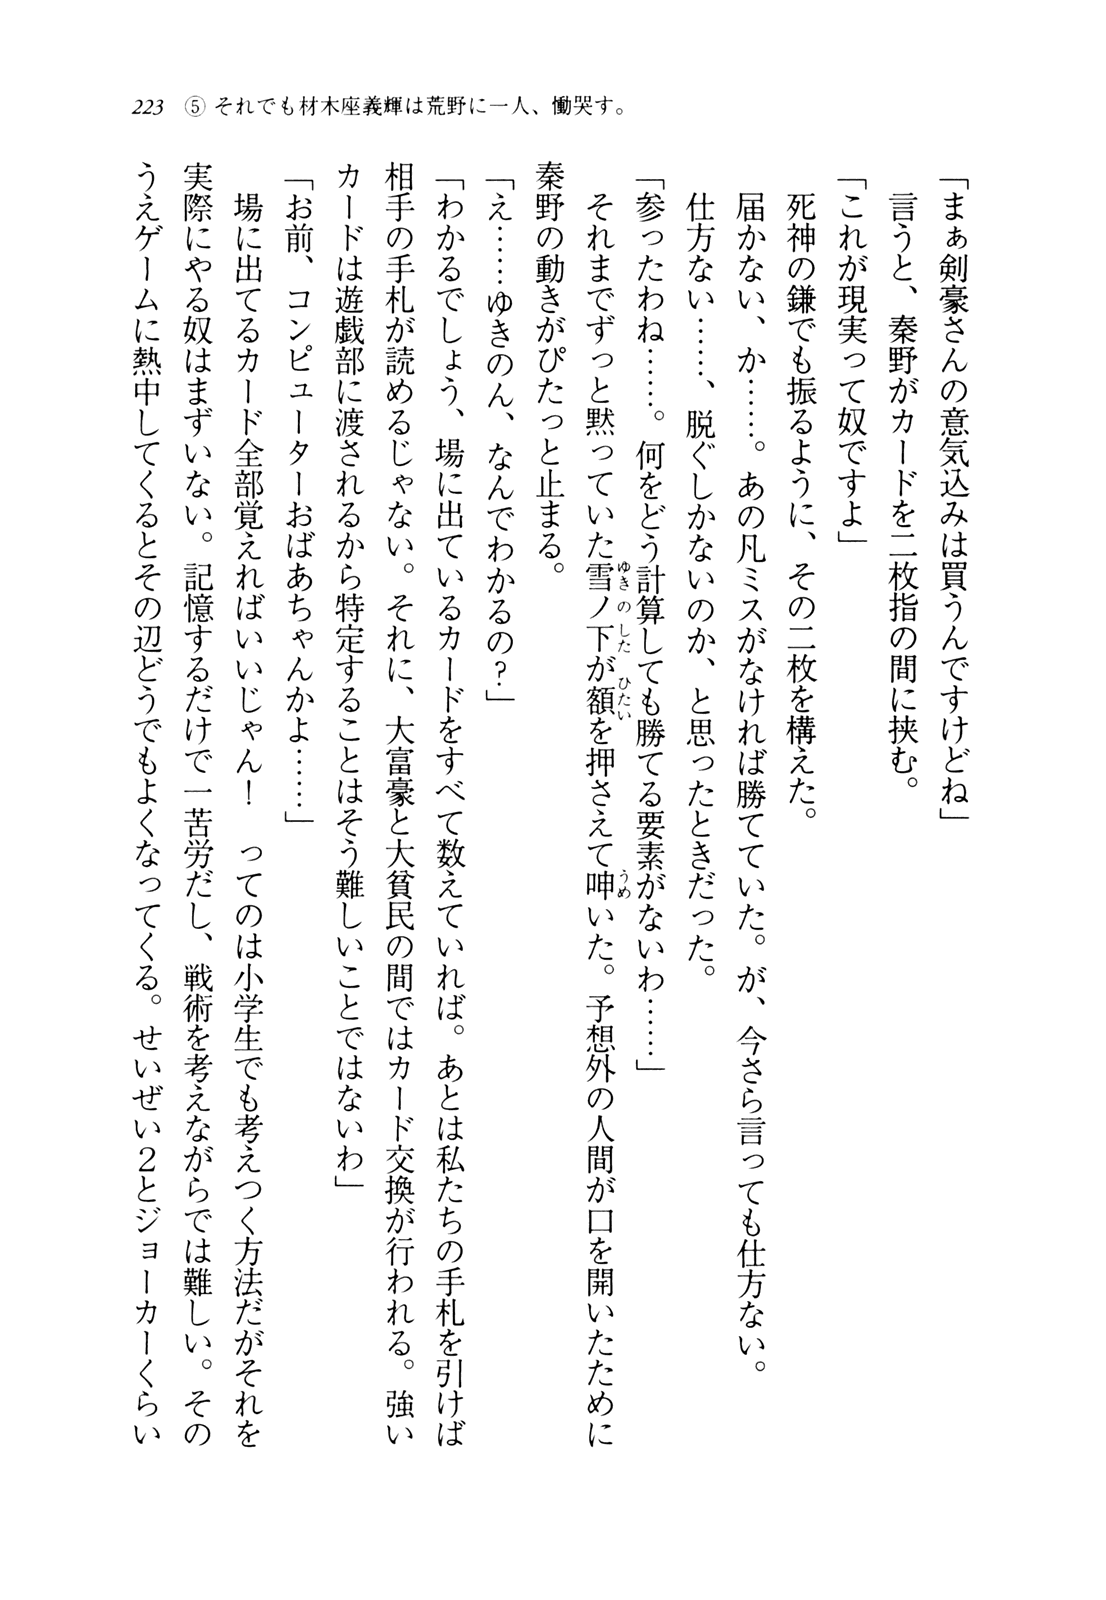 223 ⑤ それでも材木座義輝は荒野に一人、慟哭す。
「まぁ剣豪さんの意気込みは買うんですけどね」
言うと、秦野がカードを二枚指の間に挟む。
「これが現実って奴ですよ」
死神の鎌でも振るように、その二枚を構えた。
届かない、か……。あの凡ミスがなければ勝てていた。が、今さら言っても仕方ない。
仕方ない……、脱ぐしかないのか、と思ったときだった。
「参ったわね……。何をどう計算しても勝てる要素がないわ……」
それまでずっと黙っていた雪ノ下が額を押さえて呻いた。予想外の人間が口を開いたために
秦野の動きがぴたっと止まる。
「え……ゆきのん、なんでわかるの？」
「わかるでしょう、場に出ているカードをすべて数えていれば。あとは私たちの手札を引けば
相手の手札が読めるじゃない。それに、大富豪と大貧民の間ではカード交換が行われる。強い
カードは遊戯部に渡されるから特定することはそう難しいことではないわ」
「お前、コンピューターおばあちゃんかよ……」
場に出てるカード全部覚えればいいじゃん！　ってのは小学生でも考えつく方法だがそれを
実際にやる奴はまずいない。記憶するだけで一苦労だし、戦術を考えながらでは難しい。その
うえゲームに熱中してくるとその辺どうでもよくなってくる。せいぜい２とジョーカーくらい